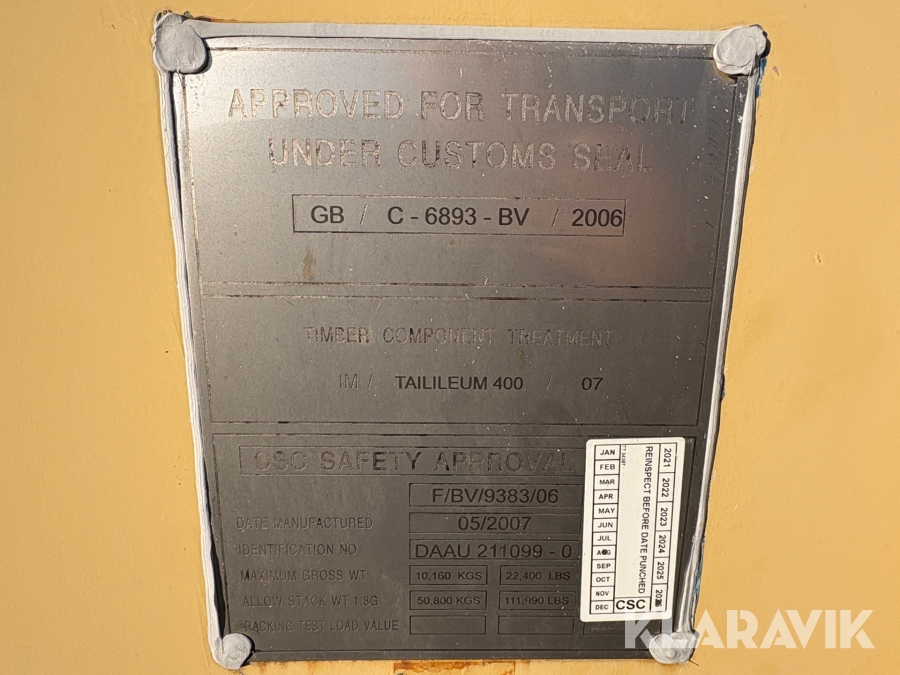 APPROVED FOR TRANSPORT
UNDER CUSTOMS SEAL
GB / C - 6893 - BV / 2006
TIMBER COMPONENT TREATMENT
IM / TAILILEUM 400 / 07
CSC SAFETY APPROVAL
F/BV/9383/06
DATE MANUFACTURED 05/2007
IDENTIFICATION NO DAAU 211099 - 0
MAXIMUM GROSS WT. 10,160 KGS 22,400 LBS
ALLOW STACK WT.1.8G 50,800 KGS 111,990 LBS
RACKING TEST LOAD VALUE
JAN
FEB
MAR
APR
MAY
JUN
JUL
SEP
OCT
NOV
DEC
REINSPECT BEFORE DATE PUNCHED
2021 2022 2023 2024 2025
CSC
KLARAVIK